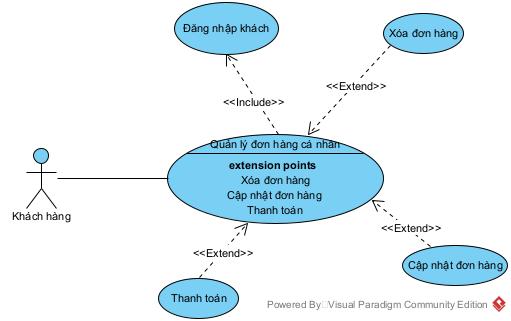 Đăng nhập khách
Xóa đơn hàng
<<Extend>>
<<Include>>
Quản lý đơn hàng cá nhân
extension points
Xóa đơn hàng
Cập nhật đơn hàng
Thanh toán
Khách hàng
<<Extend>>
<<Extend>>
Cập nhật đơn hàng
Thanh toán
Powered By Visual Paradigm Community Edition